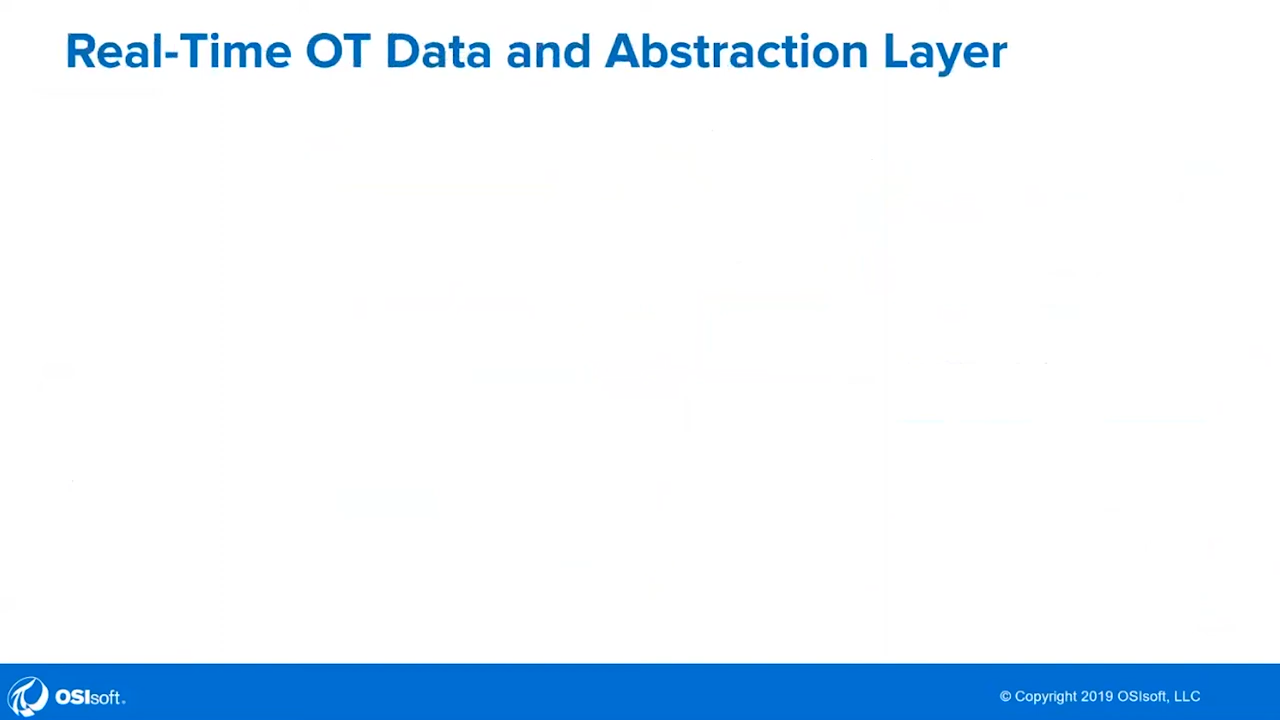 Real-Time OT Data and Abstraction Layer
OSIsoft.
© Copyright 2019 OSIsoft, LLC